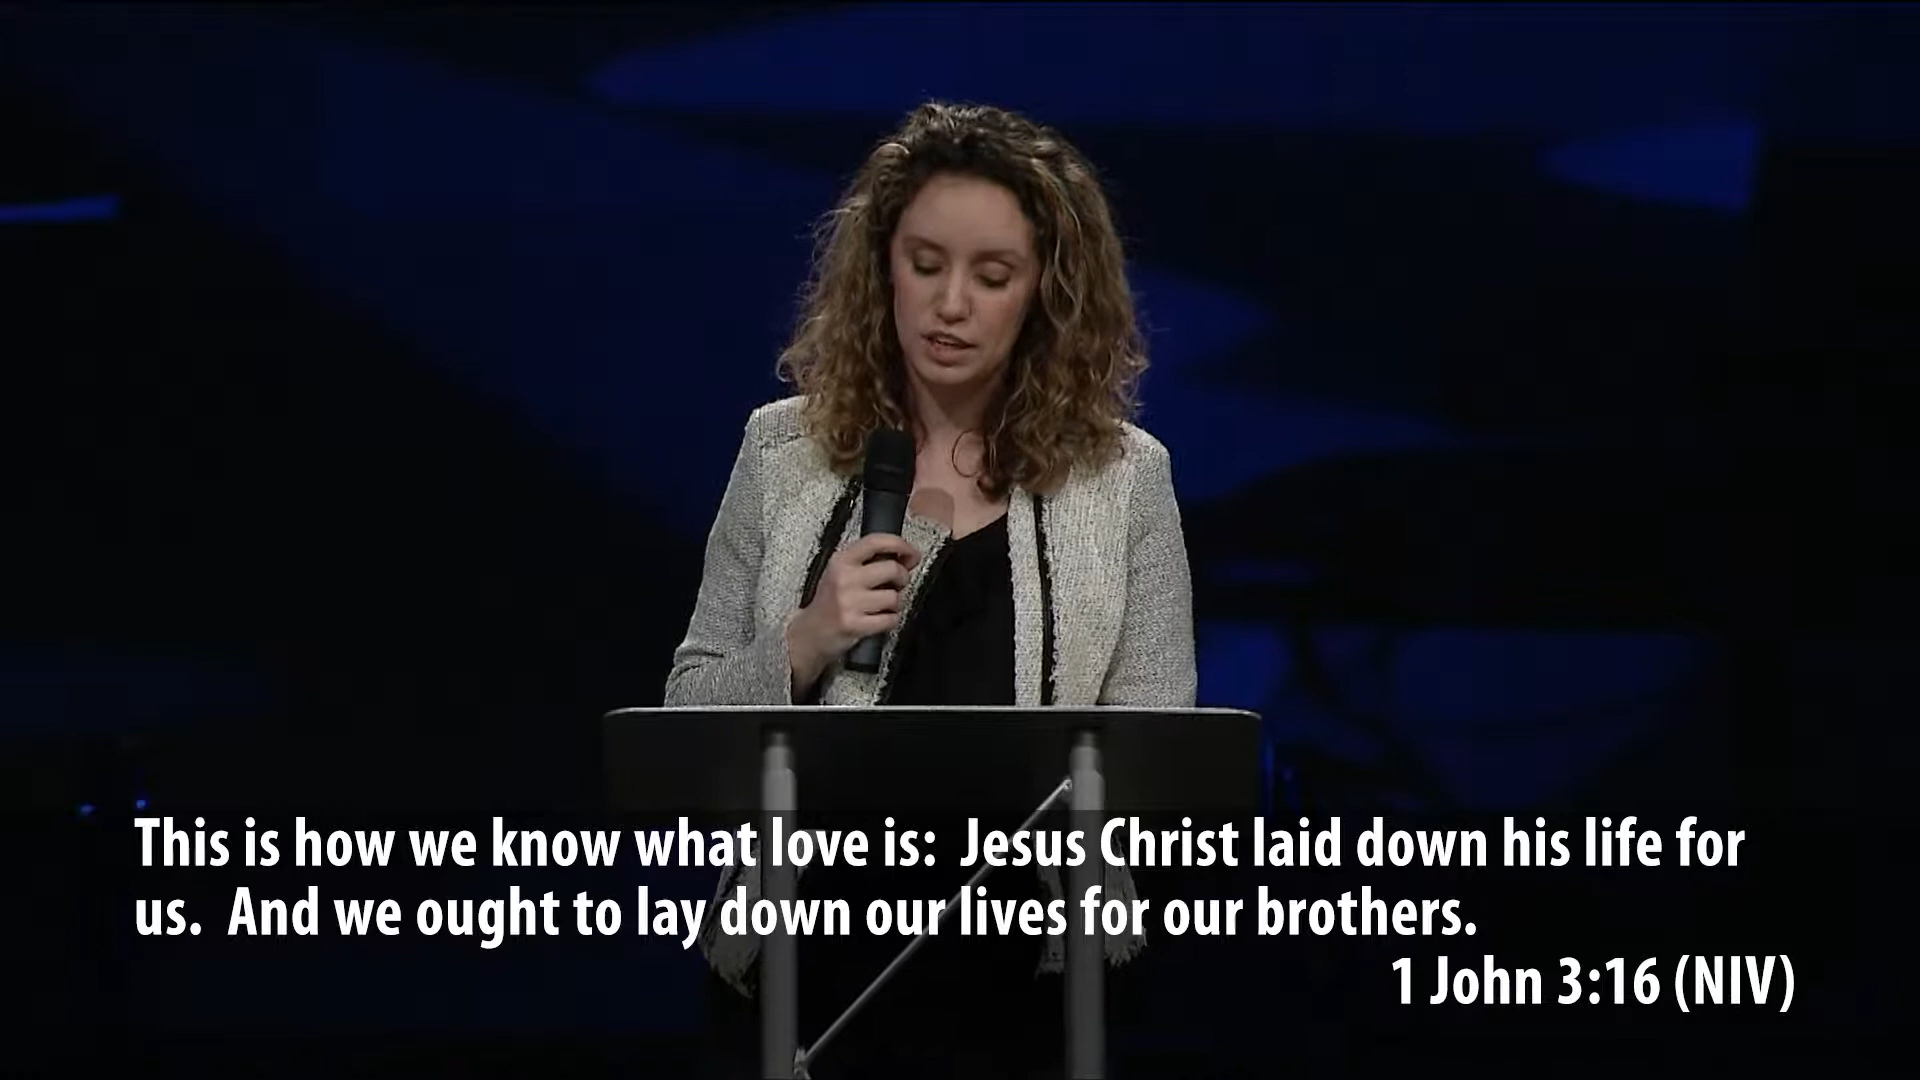 This is how we know what love is:  Jesus Christ laid down his life for
us.  And we ought to lay down our lives for our brothers.
1 John 3:16 (NIV)